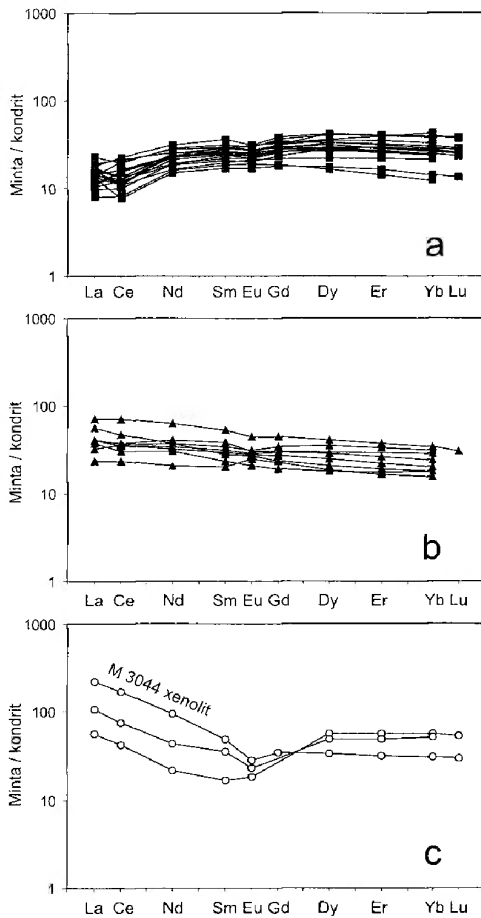 1000
100
10
1
Minta / kondrit
a
La Ce Nd Sm Eu Gd Dy Er Yb Lu
1000
100
10
1
Minta / kondrit
b
La Ce Nd Sm Eu Gd Dy Er Yb Lu
1000
100
10
1
Minta / kondrit
M 3044 xenolit
c
La Ce Nd Sm Eu Gd Dy Er Yb Lu